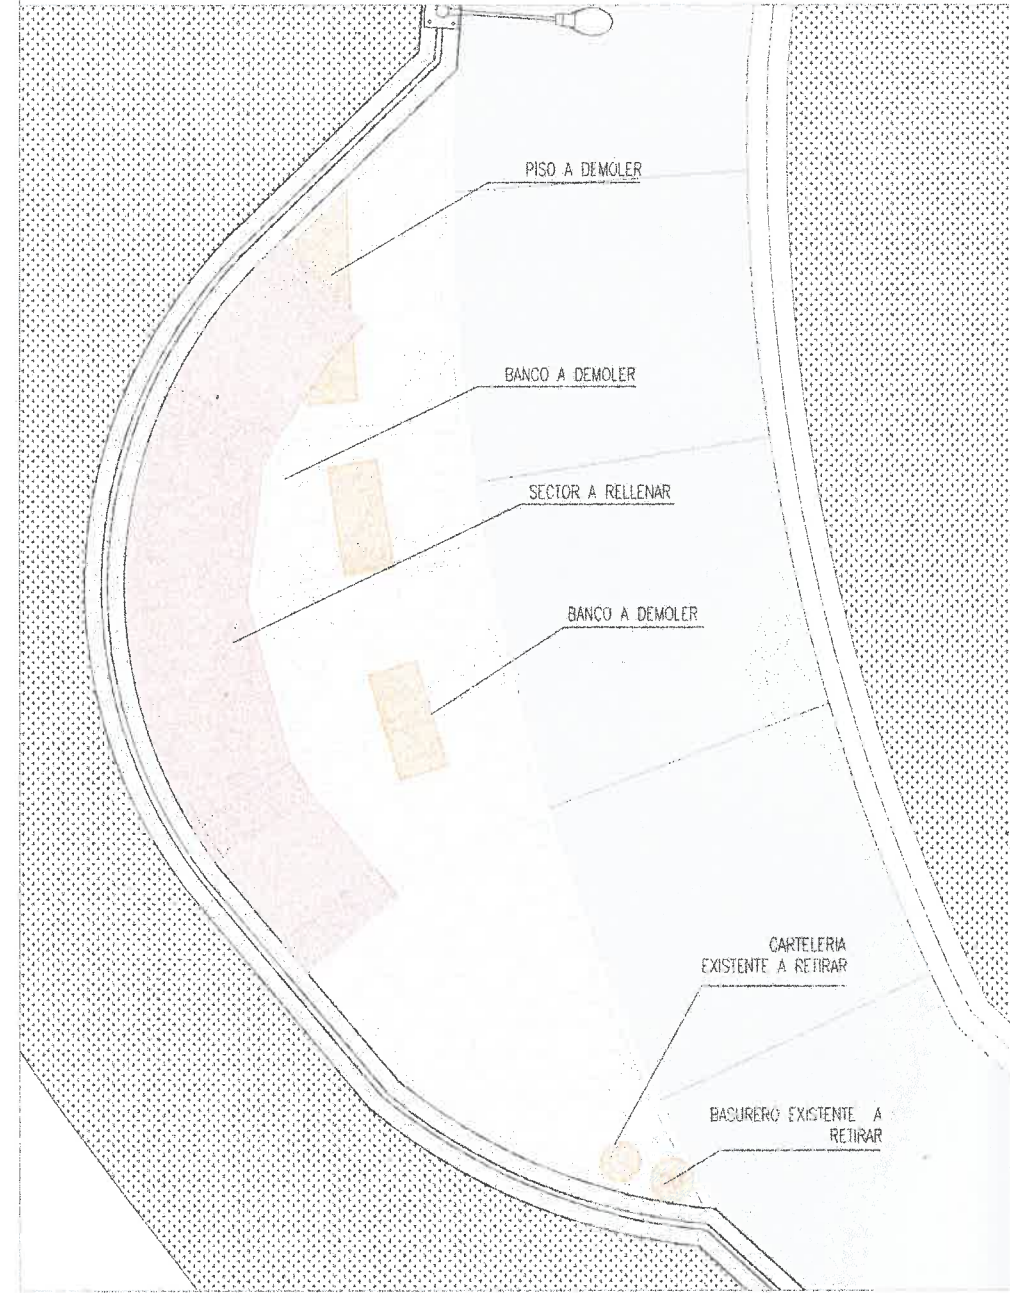 PISO A DEMOLER
BANCO A DEMOLER
SECTOR A RELLENAR
BANCO A DEMOLER
CARTELERIA
EXISTENTE A RETIRAR
BASURERO EXISTENTE A
RETIRAR